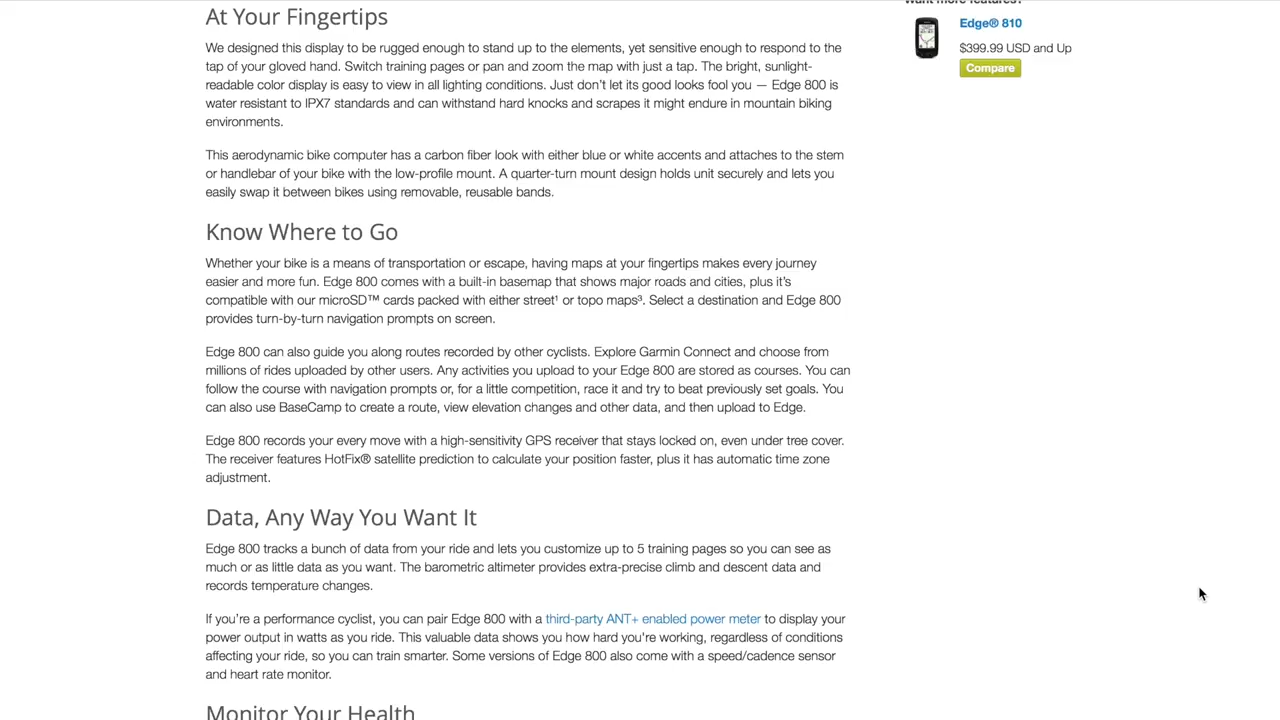 Want more features?
At Your Fingertips
Edge® 810
We designed this display to be rugged enough to stand up to the elements, yet sensitive enough to respond to the
$399.99 USD and Up
tap of your gloved hand. Switch training pages or pan and zoom the map with just a tap. The bright, sunlight-
Compare
readable color display is easy to view in all lighting conditions. Just don’t let its good looks fool you — Edge 800 is
water resistant to IPX7 standards and can withstand hard knocks and scrapes it might endure in mountain biking
environments.
This aerodynamic bike computer has a carbon fiber look with either blue or white accents and attaches to the stem
or handlebar of your bike with the low-profile mount. A quarter-turn mount design holds unit securely and lets you
easily swap it between bikes using removable, reusable bands.
Know Where to Go
Whether your bike is a means of transportation or escape, having maps at your fingertips makes every journey
easier and more fun. Edge 800 comes with a built-in basemap that shows major roads and cities, plus it’s
compatible with our microSD™ cards packed with either street¹ or topo maps³. Select a destination and Edge 800
provides turn-by-turn navigation prompts on screen.
Edge 800 can also guide you along routes recorded by other cyclists. Explore Garmin Connect and choose from
millions of rides uploaded by other users. Any activities you upload to your Edge 800 are stored as courses. You can
follow the course with navigation prompts or, for a little competition, race it and try to beat previously set goals. You
can also use BaseCamp to create a route, view elevation changes and other data, and then upload to Edge.
Edge 800 records your every move with a high-sensitivity GPS receiver that stays locked on, even under tree cover.
The receiver features HotFix® satellite prediction to calculate your position faster, plus it has automatic time zone
adjustment.
Data, Any Way You Want It
Edge 800 tracks a bunch of data from your ride and lets you customize up to 5 training pages so you can see as
much or as little data as you want. The barometric altimeter provides extra-precise climb and descent data and
records temperature changes.
If you’re a performance cyclist, you can pair Edge 800 with a third-party ANT+ enabled power meter to display your
power output in watts as you ride. This valuable data shows you how hard you're working, regardless of conditions
affecting your ride, so you can train smarter. Some versions of Edge 800 also come with a speed/cadence sensor
and heart rate monitor.
Monitor Your Health